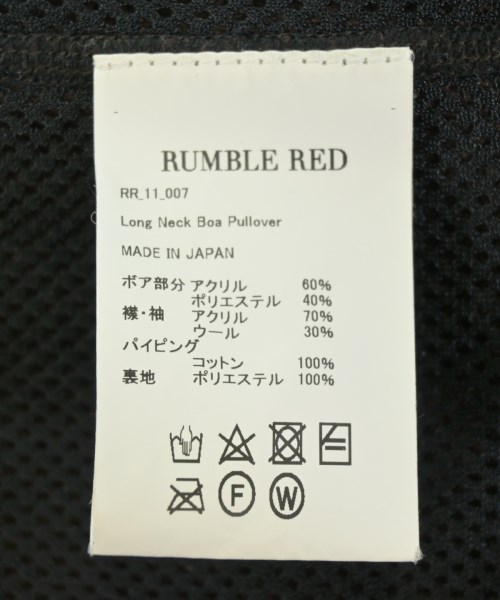 RUMBLE RED
RR_11_007
Long Neck Boa Pullover
MADE IN JAPAN
ボア部分 アクリル 60%
ポリエステル 40%
襟・袖 アクリル 70%
ウール 30%
パイピング
コットン 100%
裏地 ポリエステル 100%
F W